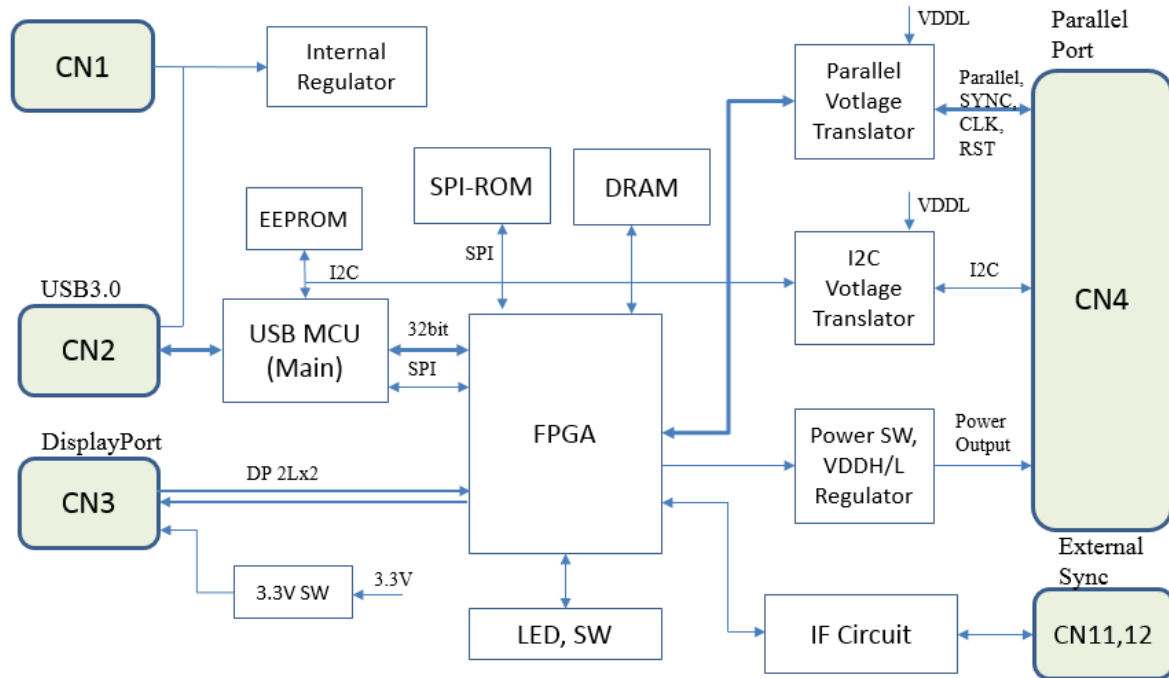 CN1
Internal
Regulator
VDDL
Parallel
Votlage
Translator
Parallel,
SYNC,
CLK,
RST
Parallel
Port
SPI-ROM
DRAM
EEPROM
SPI
I2C
VDDL
I2C
Votlage
Translator
I2C
CN4
USB3.0
CN2
USB MCU
(Main)
32bit
SPI
FPGA
Power SW,
VDDH/L
Regulator
Power
Output
DisplayPort
CN3
DP 2Lx2
3.3V SW
3.3V
LED, SW
IF Circuit
External
Sync
CN11,12